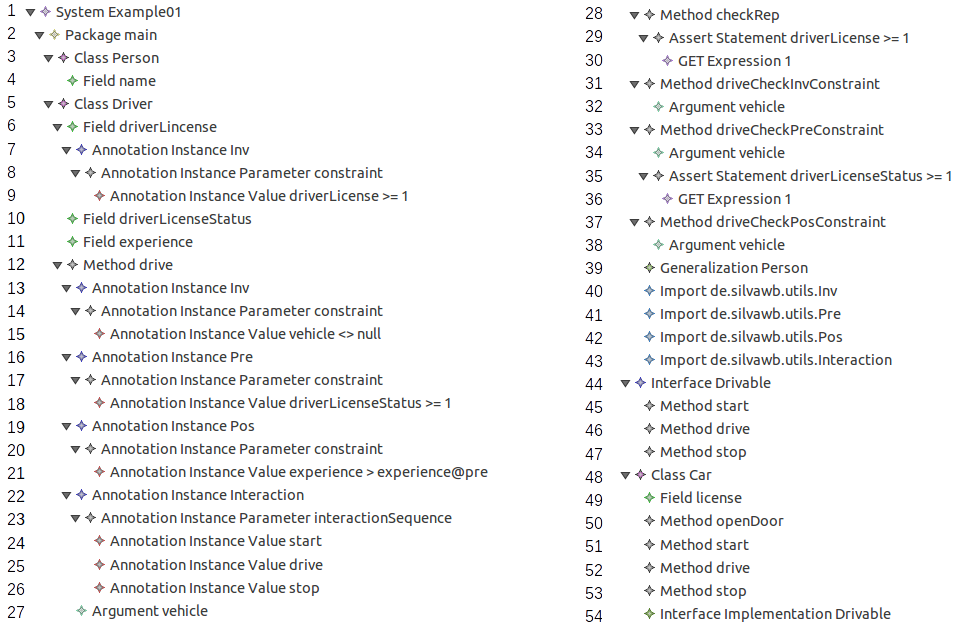 1 System Example01
2 Package main
3 Class Person
4 Field name
5 Class Driver
6 Field driverLincense
7 Annotation Instance Inv
8 Annotation Instance Parameter constraint
9 Annotation Instance Value driverLicense >= 1
10 Field driverLicenseStatus
11 Field experience
12 Method drive
13 Annotation Instance Inv
14 Annotation Instance Parameter constraint
15 Annotation Instance Value vehicle <> null
16 Annotation Instance Pre
17 Annotation Instance Parameter constraint
18 Annotation Instance Value driverLicenseStatus >= 1
19 Annotation Instance Pos
20 Annotation Instance Parameter constraint
21 Annotation Instance Value experience > experience@pre
22 Annotation Instance Interaction
23 Annotation Instance Parameter interactionSequence
24 Annotation Instance Value start
25 Annotation Instance Value drive
26 Annotation Instance Value stop
27 Argument vehicle
28 Method checkRep
29 Assert Statement driverLicense >= 1
30 GET Expression 1
31 Method driveCheckInvConstraint
32 Argument vehicle
33 Method driveCheckPreConstraint
34 Argument vehicle
35 Assert Statement driverLicenseStatus >= 1
36 GET Expression 1
37 Method driveCheckPosConstraint
38 Argument vehicle
39 Generalization Person
40 Import de.silvawb.utils.Inv
41 Import de.silvawb.utils.Pre
42 Import de.silvawb.utils.Pos
43 Import de.silvawb.utils.Interaction
44 Interface Drivable
45 Method start
46 Method drive
47 Method stop
48 Class Car
49 Field license
50 Method openDoor
51 Method start
52 Method drive
53 Method stop
54 Interface Implementation Drivable